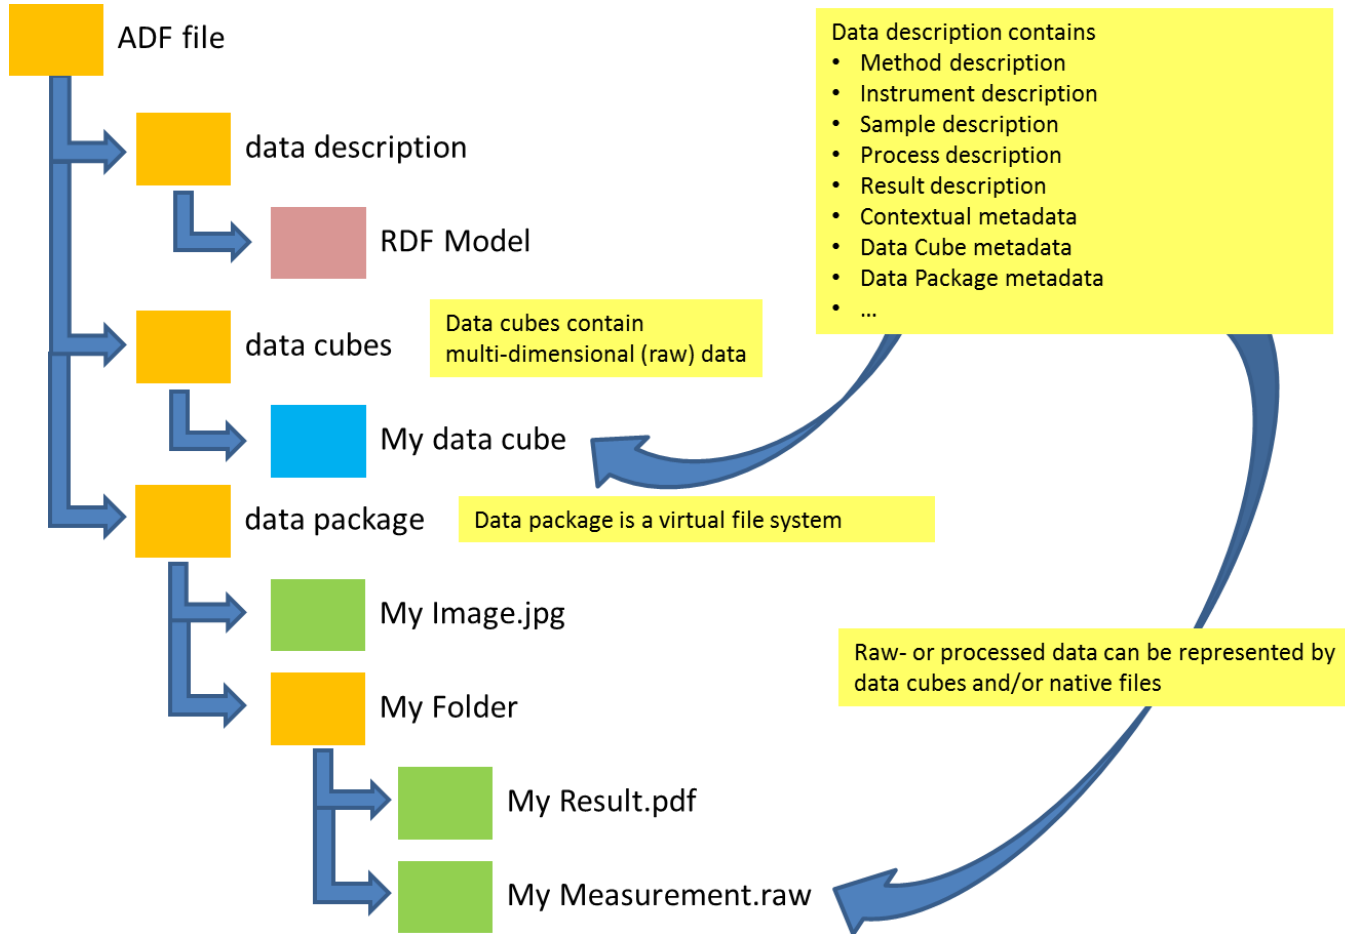 ADF file
data description
RDF Model
data cubes
My data cube
data package
My Image.jpg
My Folder
My Result.pdf
My Measurement.raw
Data description contains
• Method description
• Instrument description
• Sample description
• Process description
• Result description
• Contextual metadata
• Data Cube metadata
• Data Package metadata
• ...
Data cubes contain
multi-dimensional (raw) data
Data package is a virtual file system
Raw- or processed data can be represented by
data cubes and/or native files